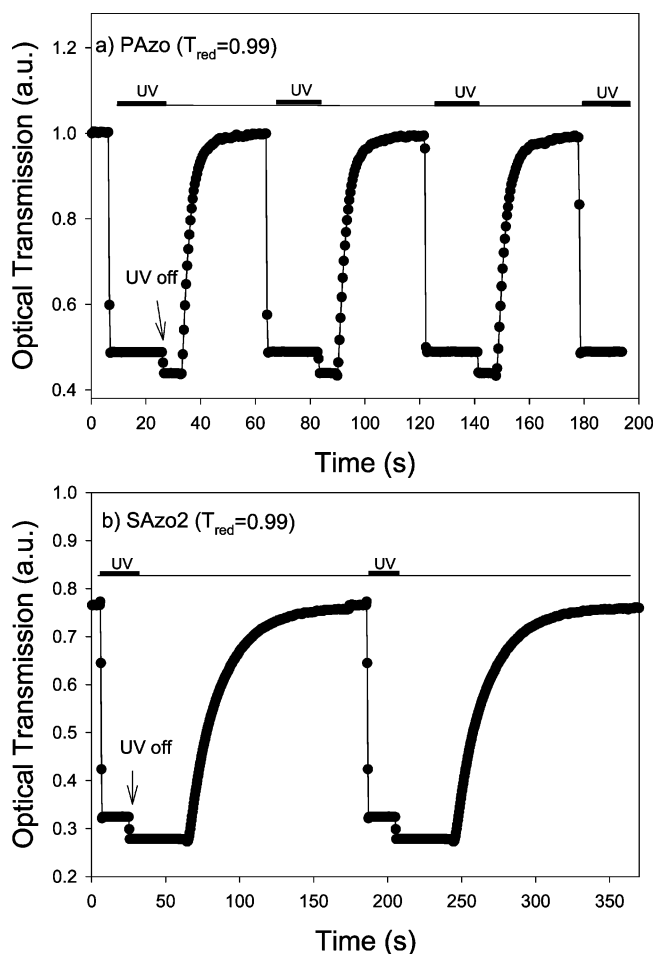 a) PAzo (Tred=0.99)
UV UV UV UV
UV off
Optical Transmission (a.u.)
1.2
1.0
0.8
0.6
0.4
0 20 40 60 80 100 120 140 160 180 200
Time (s)
b) SAzo2 (Tred=0.99)
UV UV
UV off
Optical Transmission (a.u.)
1.0
0.9
0.8
0.7
0.6
0.5
0.4
0.3
0.2
0 50 100 150 200 250 300 350
Time (s)